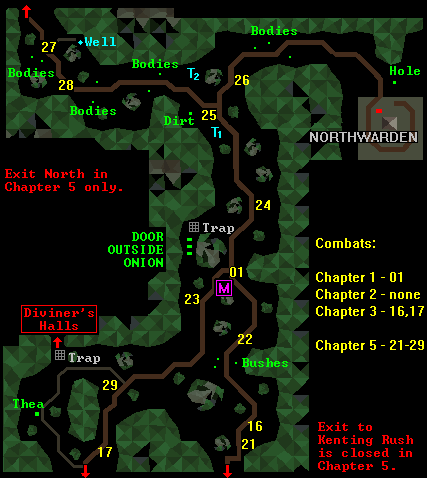 Bodies
27
Well
Bodies
28
Bodies
T2
26
Hole
Bodies
Dirt
25
T1
NORTHWARDEN
Exit North in
Chapter 5 only.
24
Trap
DOOR
OUTSIDE
ONION
Combats:
01
Chapter 1 - 01
Chapter 2 - none
Chapter 3 - 16,17
Chapter 5 - 21-29
M
23
Diviner's
Halls
22
Trap
Bushes
29
Thea
16
21
17
Exit to
Kenting Rush
is closed in
Chapter 5.